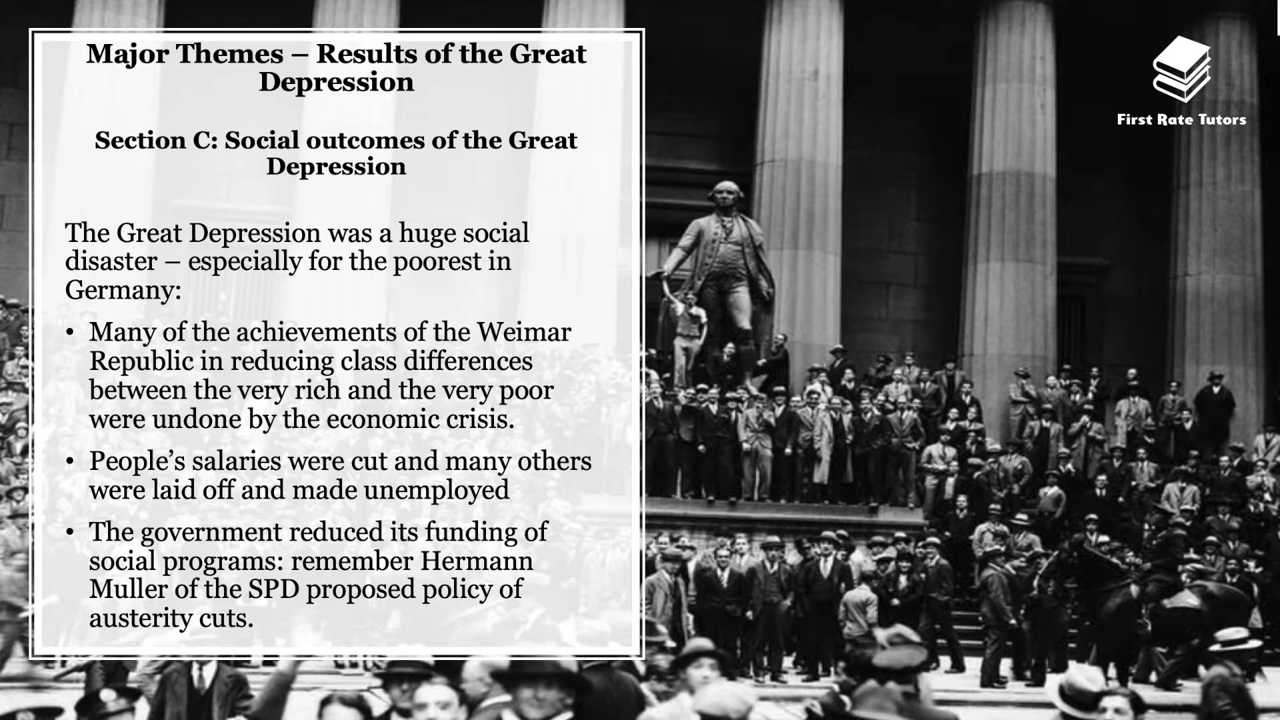 Major Themes – Results of the Great
Depression
Section C: Social outcomes of the Great
Depression
The Great Depression was a huge social
disaster – especially for the poorest in
Germany:
• Many of the achievements of the Weimar
Republic in reducing class differences
between the very rich and the very poor
were undone by the economic crisis.
• People’s salaries were cut and many others
were laid off and made unemployed
• The government reduced its funding of
social programs: remember Hermann
Muller of the SPD proposed policy of
austerity cuts.
First Rate Tutors